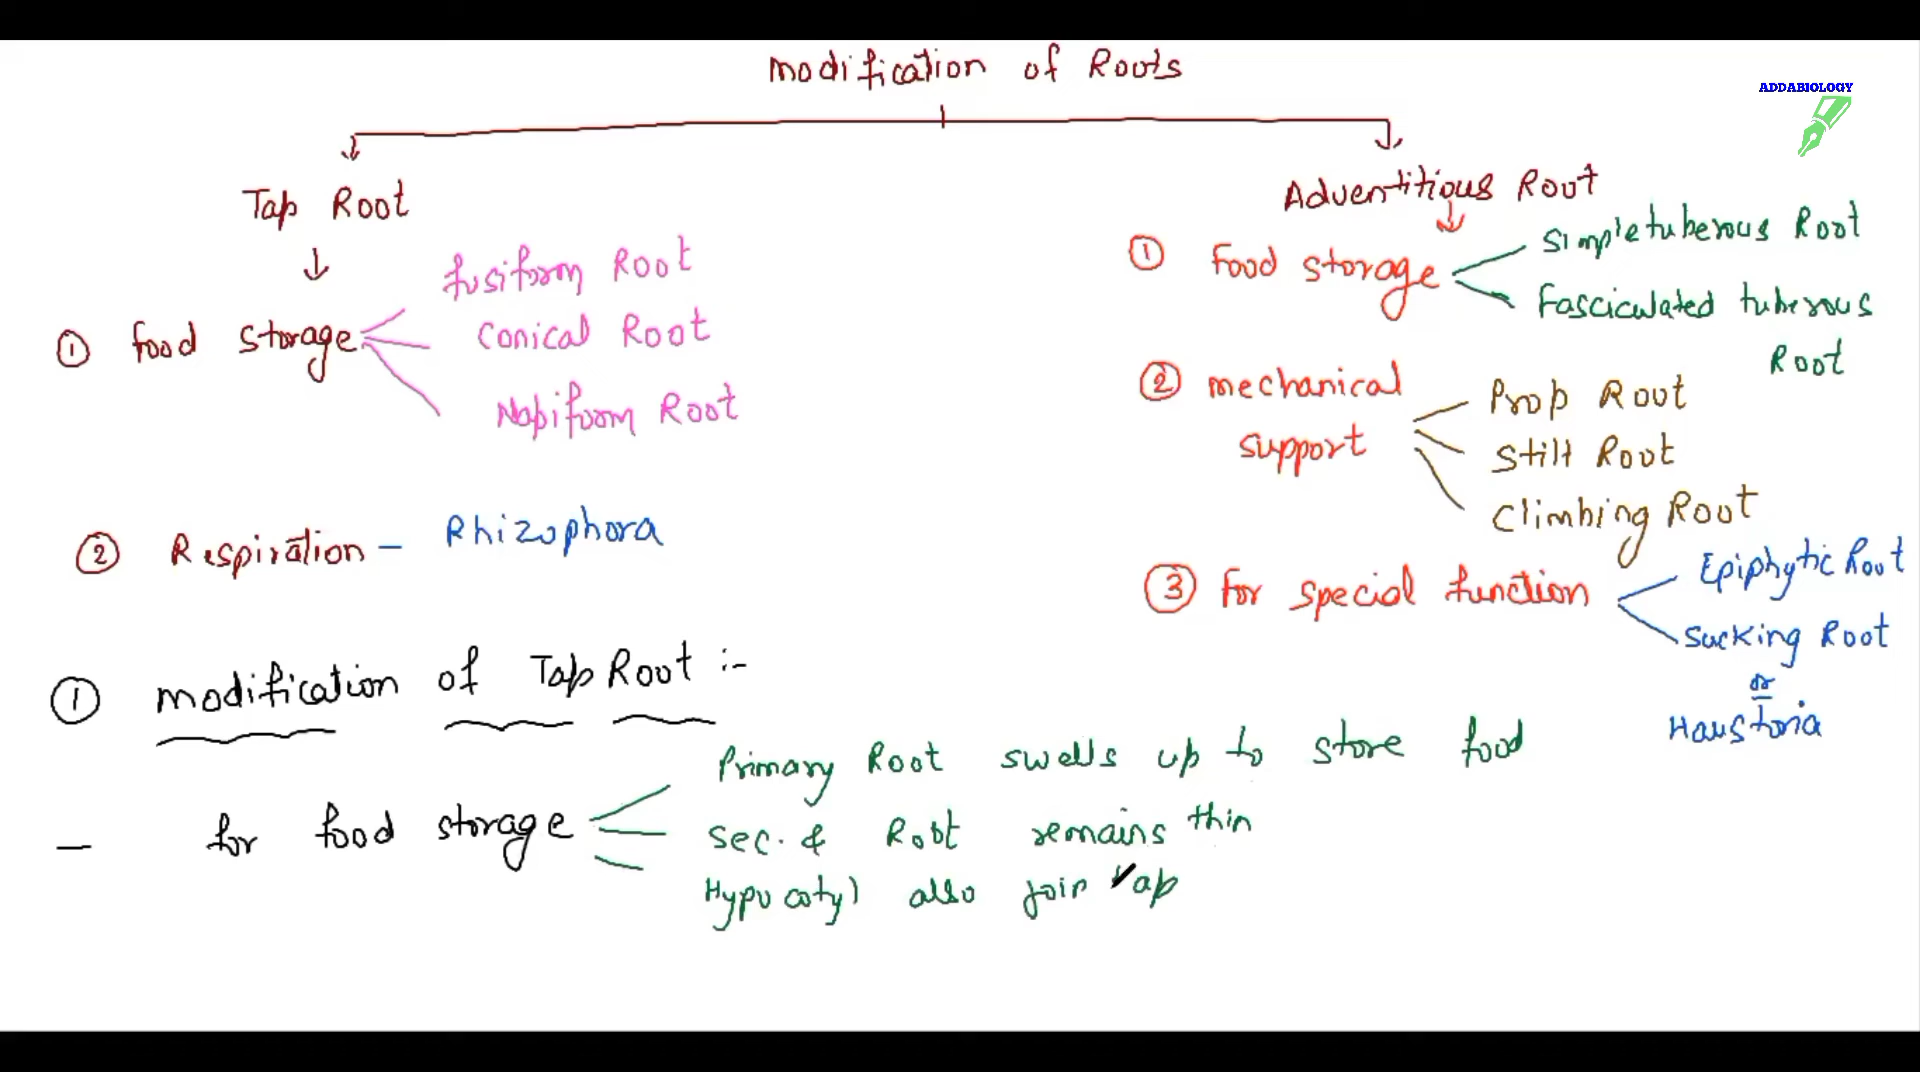 Modification of Roots
ADDABIOLOGY
Tap Root
Adventitious Root
① food storage
fusiform Root
Conical Root
Napiform Root
② Respiration - Rhizophora
① Food storage
Simple tuberous Root
Fasciculated tuberous
Root
② mechanical
support
Prop Root
Stilt Root
Climbing Root
③ For special function
Epiphytic Root
Sucking Root
or
Haustoria
① modification of Tap Root :-
- for food storage
Primary Root swells up to store food
Sec. & Root remains thin
Hypocotyl also join tap